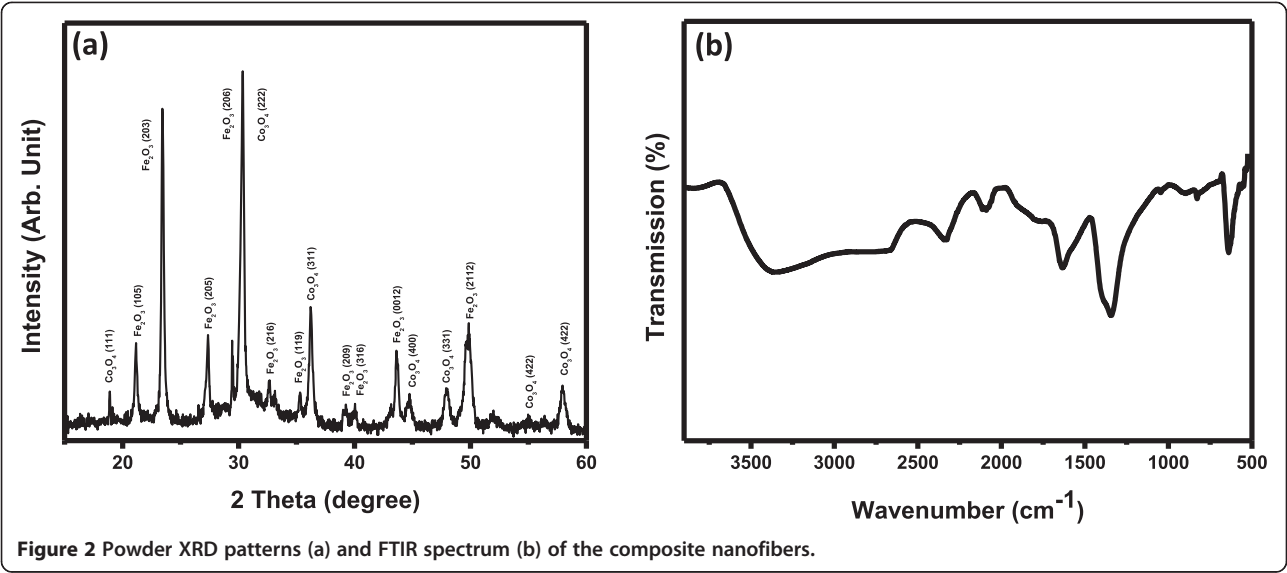 (a)
Intensity (Arb. Unit)
Co3O4 (111)
Fe2O3 (105)
Fe2O3 (203)
Fe2O3 (205)
Fe2O3 (206)
Co3O4 (222)
Fe2O3 (216)
Fe2O3 (119)
Co3O4 (311)
Fe2O3 (209)
Fe2O3 (316)
Fe2O3 (0012)
Co3O4 (400)
Co3O4 (331)
Fe2O3 (2112)
Co3O4 (422)
Co3O4 (422)
20 30 40 50 60
2 Theta (degree)
(b)
Transmission (%)
3500 3000 2500 2000 1500 1000 500
Wavenumber (cm-1)
Figure 2 Powder XRD patterns (a) and FTIR spectrum (b) of the composite nanofibers.